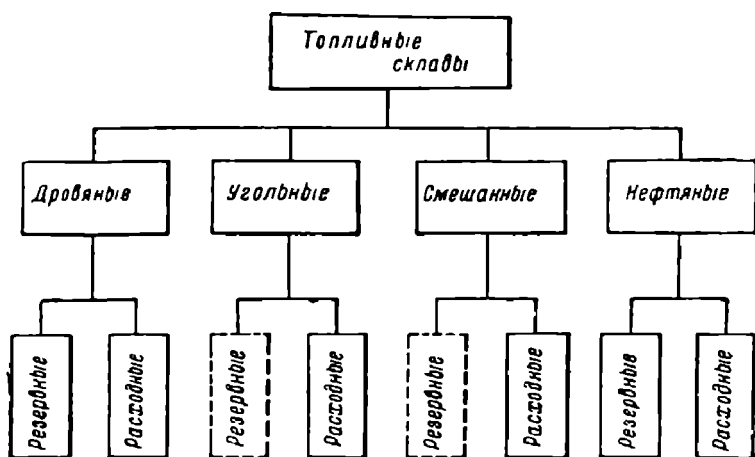 Топливные
склады
Дровяные
Угольные
Смешанные
Нефтяные
Резервные
Расходные
Резервные
Расходные
Резервные
Расходные
Резервные
Расходные